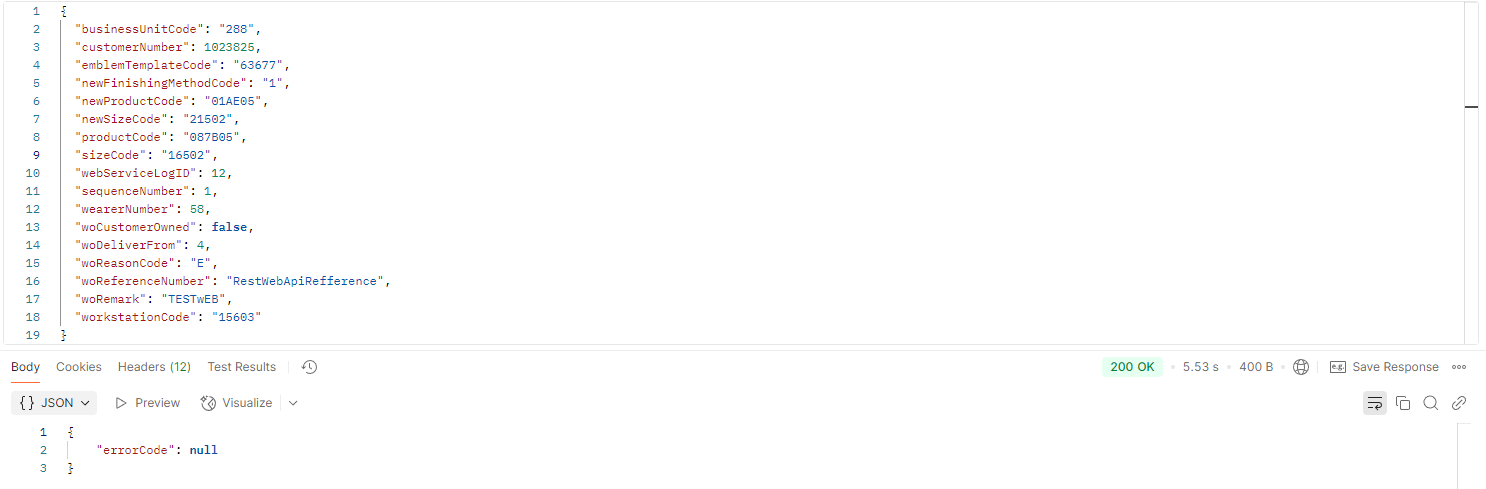 1 {
2 "businessUnitCode": "288",
3 "customerNumber": 1023825,
4 "emblemTemplateCode": "63677",
5 "newFinishingMethodCode": "1",
6 "newProductCode": "01AE05",
7 "newSizeCode": "21502",
8 "productCode": "087B05",
9 "sizeCode": "16502",
10 "webServiceLogID": 12,
11 "sequenceNumber": 1,
12 "wearerNumber": 58,
13 "woCustomerOwned": false,
14 "woDeliverFrom": 4,
15 "woReasonCode": "E",
16 "woReferenceNumber": "RestWebApiRefference",
17 "woRemark": "TESTwEB",
18 "workstationCode": "15603"
19 }
Body Cookies Headers (12) Test Results 200 OK • 5.53 s • 400 B • e.g. Save Response
{} JSON Preview Visualize
1 {
2 "errorCode": null
3 }